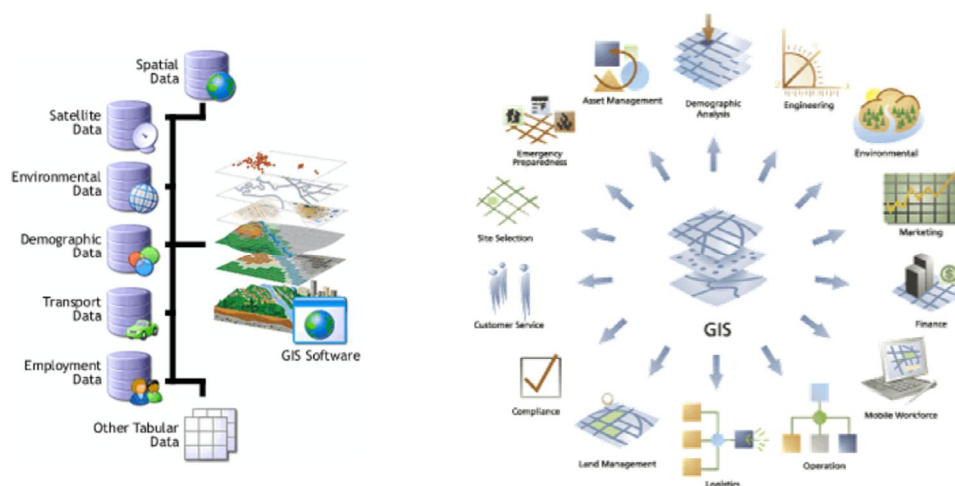 Spatial
Data
Satellite
Data
Environmental
Data
Demographic
Data
Transport
Data
Employment
Data
Other Tabular
Data
GIS Software
Asset Management
Demographic
Analysis
Engineering
Emergency
Preparedness
Environmental
Site Selection
Marketing
Customer Service
GIS
Finance
Compliance
Mobile Workforce
Land Management
Logistics
Operation